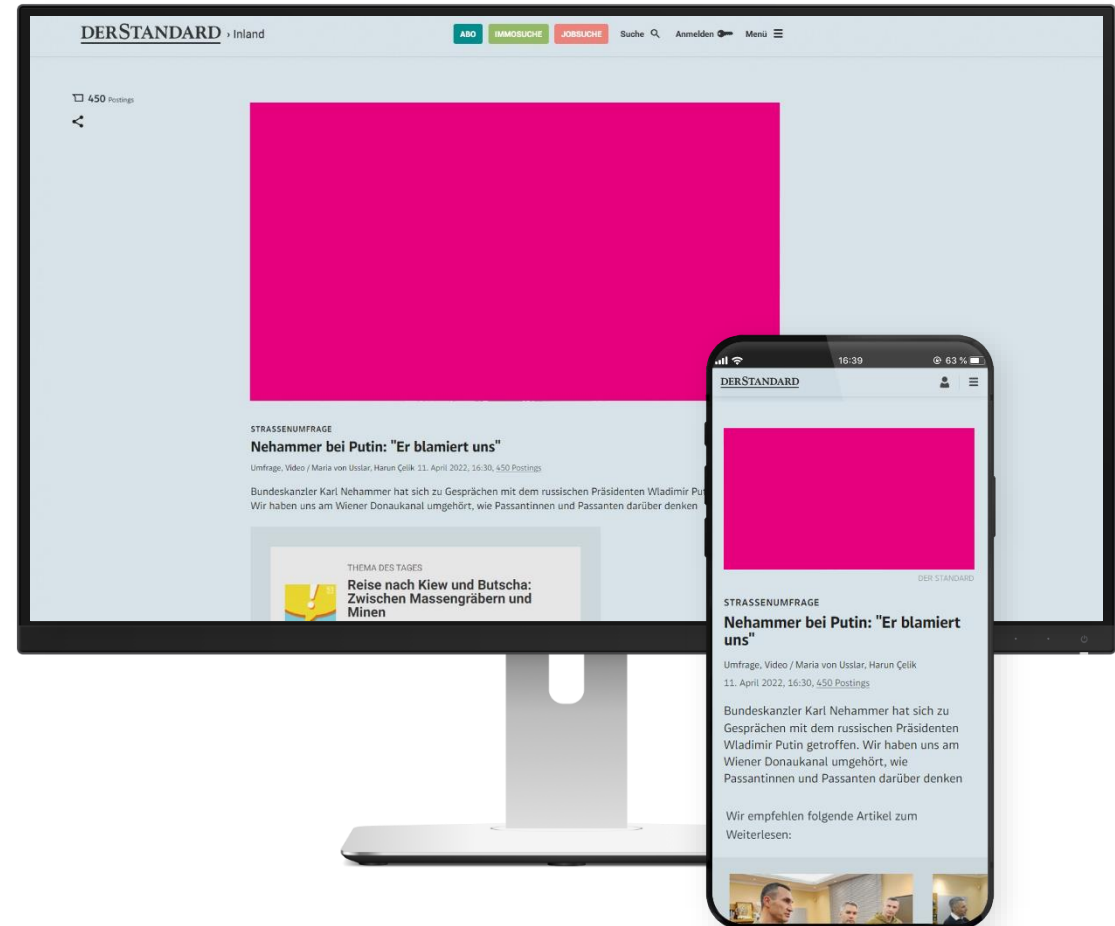 DERSTANDARD › Inland
ABO IMMOSUCHE JOBSUCHE Suche Anmelden Menü
450 Postings
STRASSENUMFRAGE
Nehammer bei Putin: "Er blamiert uns"
Umfrage, Video / Maria von Usslar, Harun Çelik 11. April 2022, 16:30, 450 Postings
Bundeskanzler Karl Nehammer hat sich zu Gesprächen mit dem russischen Präsidenten Wladimir Pu
Wir haben uns am Wiener Donaukanal umgehört, wie Passantinnen und Passanten darüber denken
THEMA DES TAGES
Reise nach Kiew und Butscha:
Zwischen Massengräbern und
Minen
16:39 63 %
DERSTANDARD
DER STANDARD
STRASSENUMFRAGE
Nehammer bei Putin: "Er blamiert
uns"
Umfrage, Video / Maria von Usslar, Harun Çelik
11. April 2022, 16:30, 450 Postings
Bundeskanzler Karl Nehammer hat sich zu
Gesprächen mit dem russischen Präsidenten
Wladimir Putin getroffen. Wir haben uns am
Wiener Donaukanal umgehört, wie
Passantinnen und Passanten darüber denken
Wir empfehlen folgende Artikel zum
Weiterlesen: